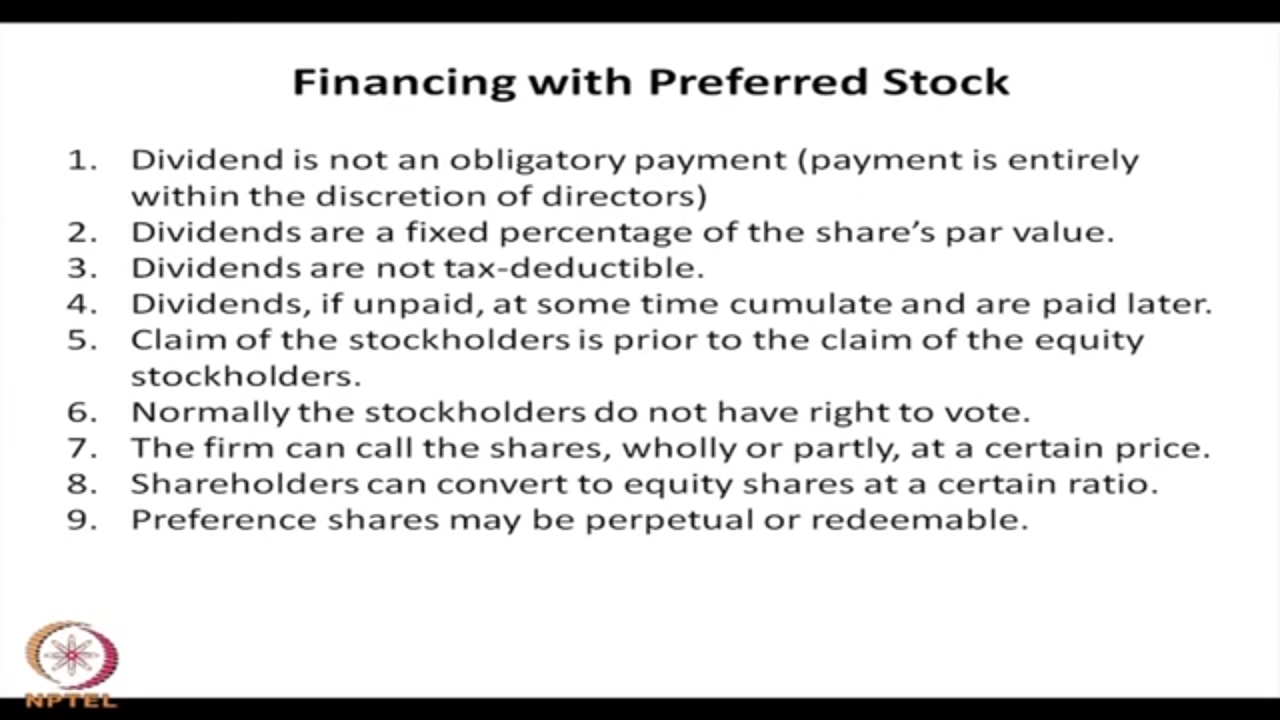 Financing with Preferred Stock
1. Dividend is not an obligatory payment (payment is entirely
within the discretion of directors)
2. Dividends are a fixed percentage of the share’s par value.
3. Dividends are not tax-deductible.
4. Dividends, if unpaid, at some time cumulate and are paid later.
5. Claim of the stockholders is prior to the claim of the equity
stockholders.
6. Normally the stockholders do not have right to vote.
7. The firm can call the shares, wholly or partly, at a certain price.
8. Shareholders can convert to equity shares at a certain ratio.
9. Preference shares may be perpetual or redeemable.
NPTEL